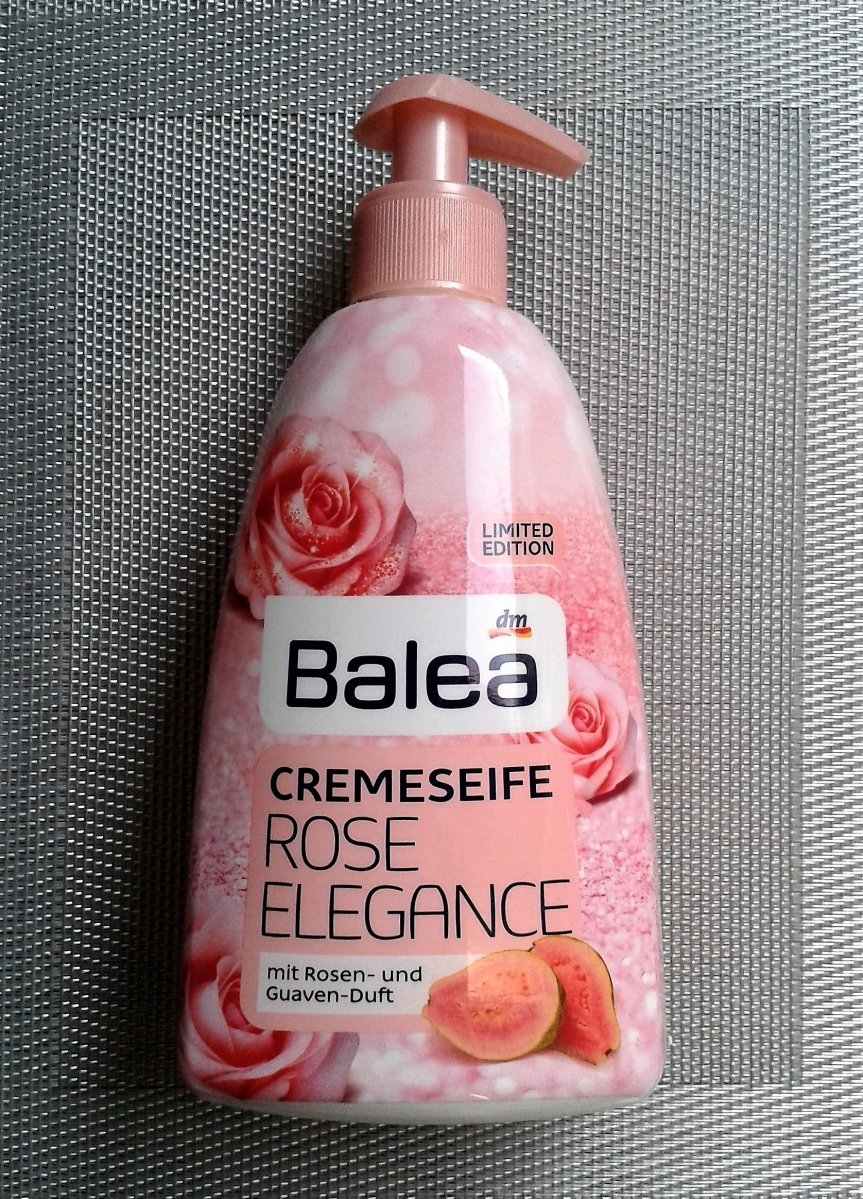 LIMITED
EDITION
dm
Balea
CREMESEIFE
ROSE
ELEGANCE
mit Rosen- und
Guaven-Duft